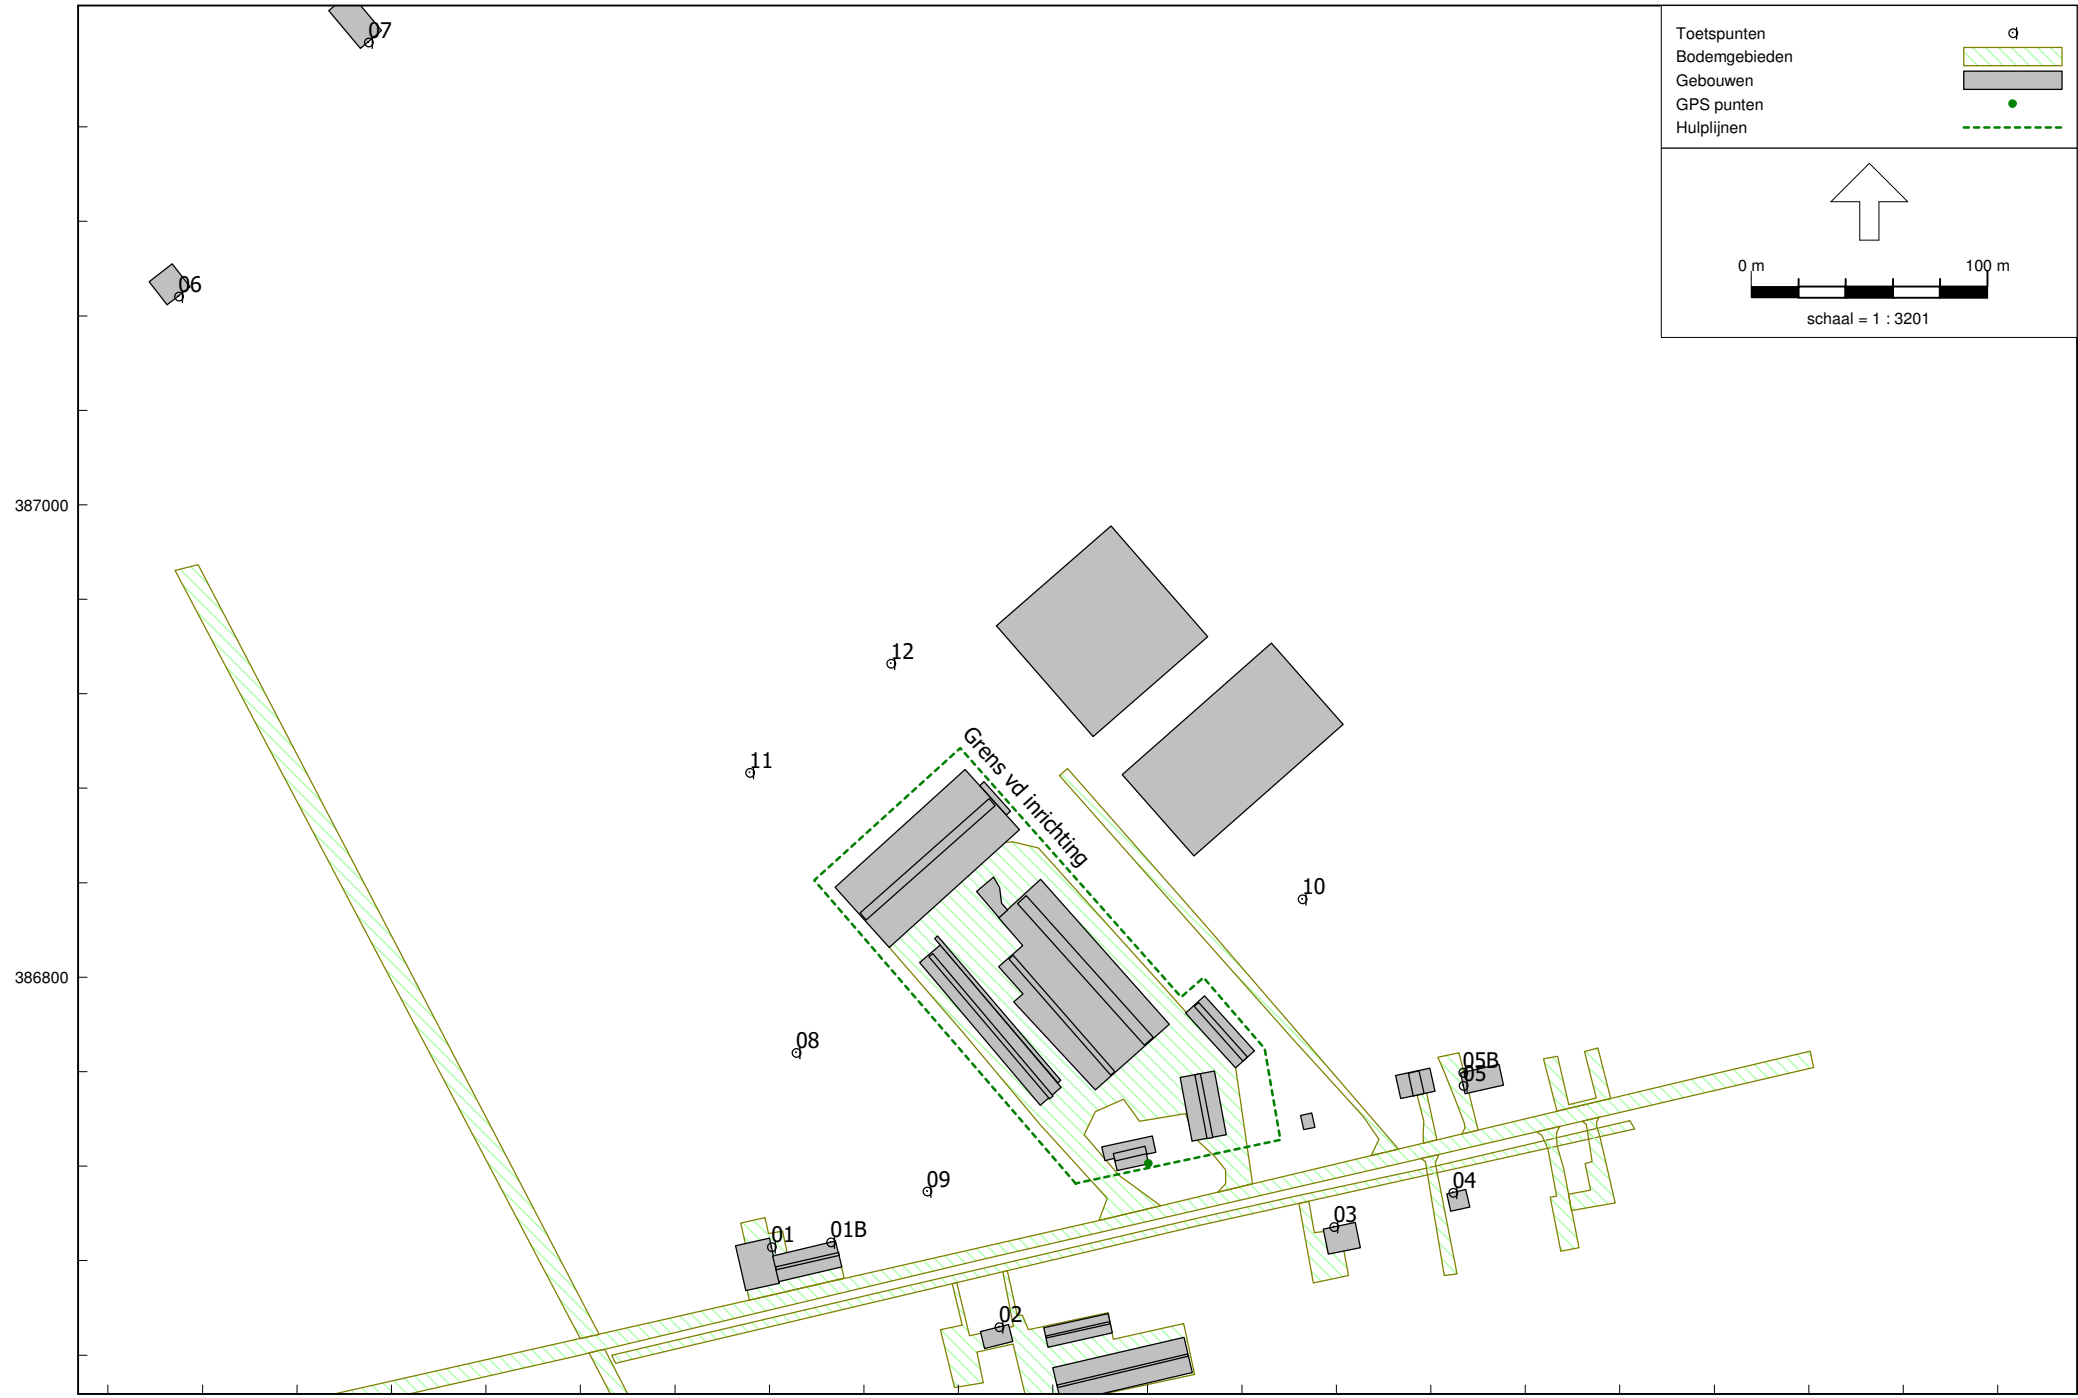 07
Toetspunten
Bodemgebieden
Gebouwen
GPS punten
Hulplijnen
0 m 100 m
schaal = 1 : 3201
06
387000
12
11
Grens vd inrichting
10
386800
08
05B
05
09
04
03
01
01B
02